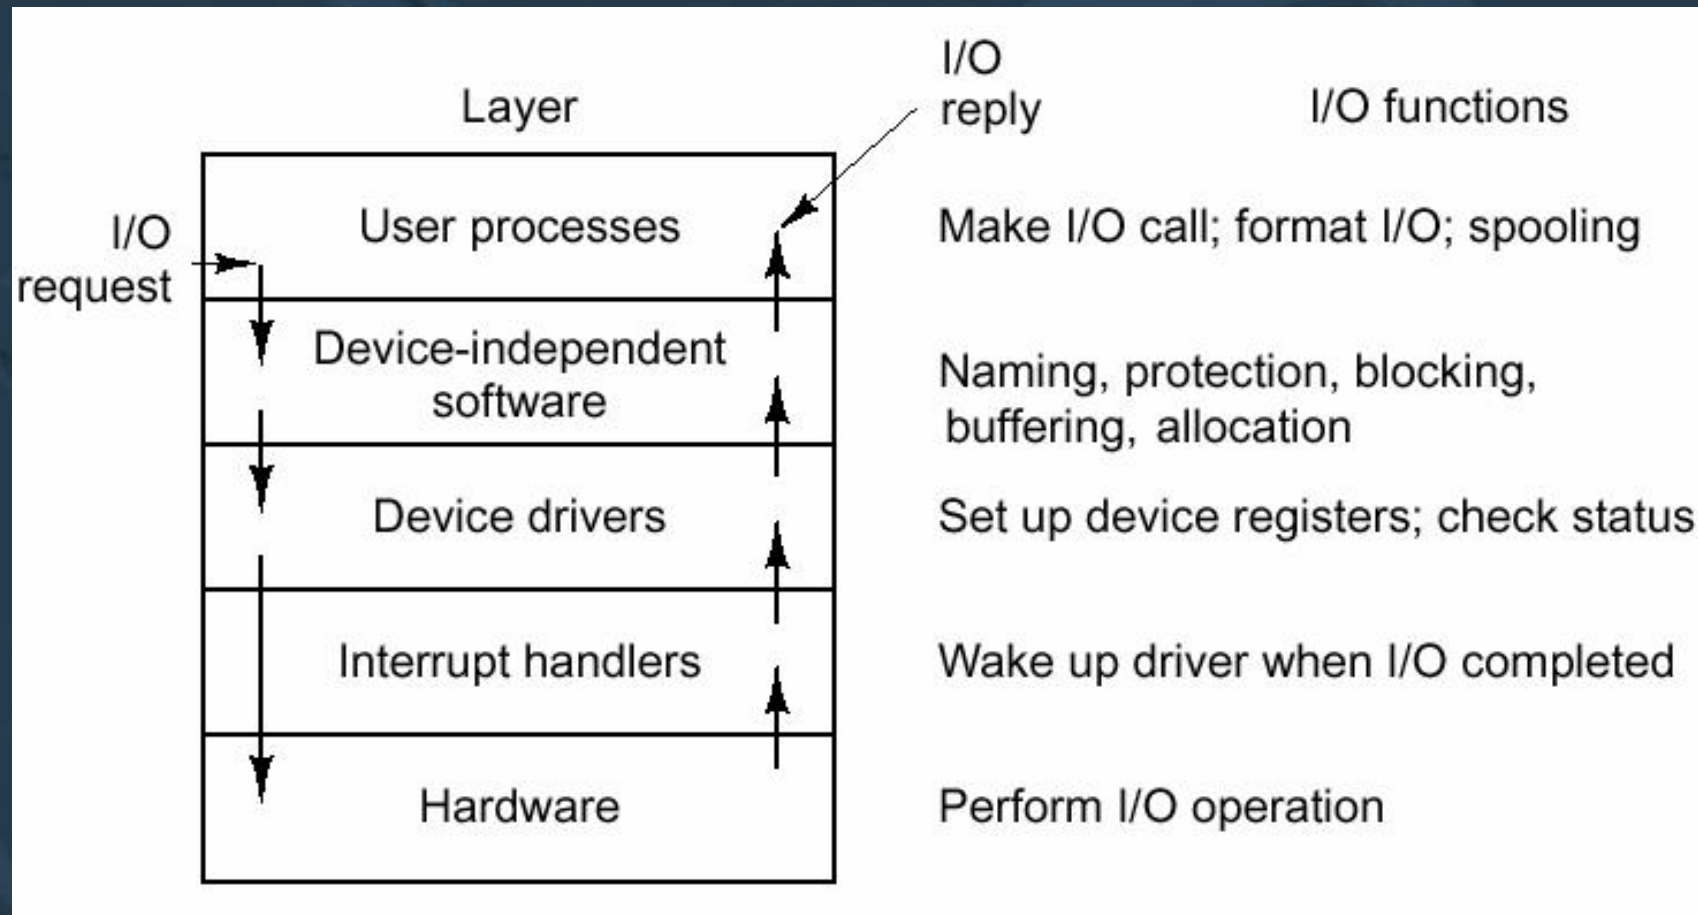 Layer
I/O
reply
I/O functions
I/O
request
User processes
Make I/O call; format I/O; spooling
Device-independent
software
Naming, protection, blocking,
buffering, allocation
Device drivers
Set up device registers; check status
Interrupt handlers
Wake up driver when I/O completed
Hardware
Perform I/O operation